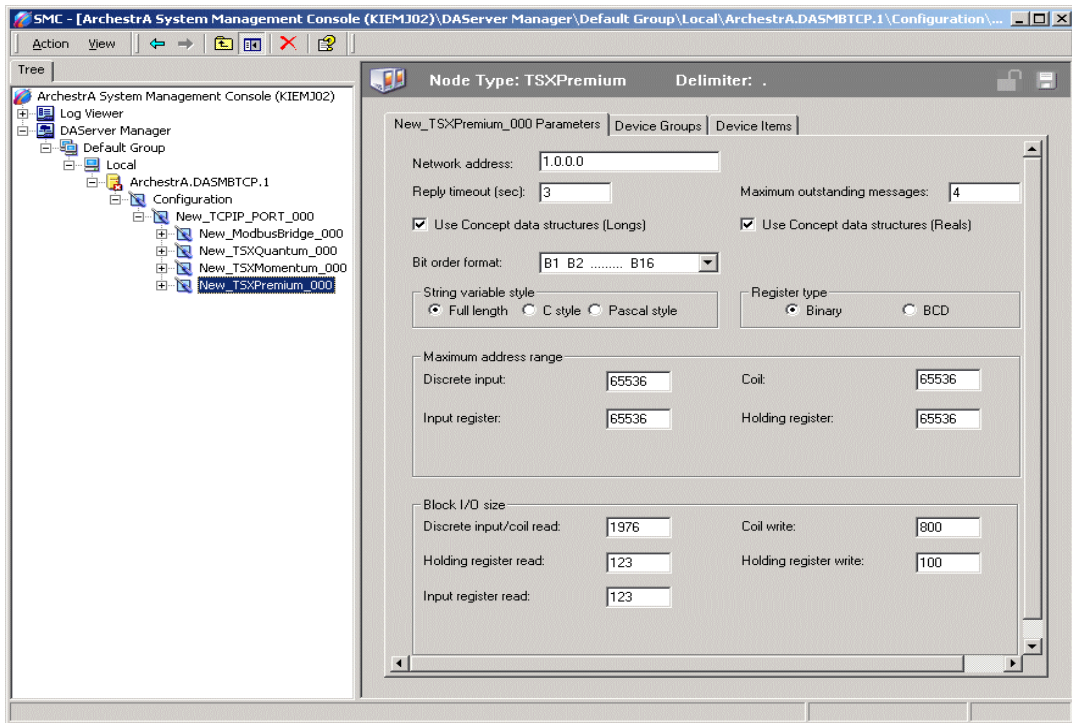 SMC - [ArchestrA System Management Console (KIEMJ02)\DAServer Manager\Default Group\Local\ArchestrA.DASMBTCP.1\Configuration\...
Action View
Tree
ArchestrA System Management Console (KIEMJ02)
Log Viewer
DAServer Manager
Default Group
Local
ArchestrA.DASMBTCP.1
Configuration
New_TCPIP_PORT_000
New_ModbusBridge_000
New_TSXQuantum_000
New_TSXMomentum_000
New_TSXPremium_000
Node Type: TSXPremium Delimiter: .
New_TSXPremium_000 Parameters Device Groups Device Items
Network address: 1.0.0.0
Reply timeout (sec): 3 Maximum outstanding messages: 4
Use Concept data structures (Longs) Use Concept data structures (Reals)
Bit order format: B1 B2 ......... B16
String variable style Register type
Full length C style Pascal style Binary BCD
Maximum address range
Discrete input: 65536 Coil: 65536
Input register: 65536 Holding register: 65536
Block I/O size
Discrete input/coil read: 1976 Coil write: 800
Holding register read: 123 Holding register write: 100
Input register read: 123